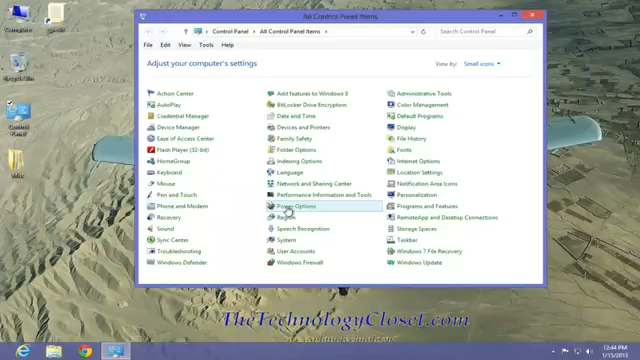 All Control Panel Items
Control Panel
All Control Panel Items
Search Control Panel
File Edit View Tools Help
Adjust your computer's settings
View by: Small icons
Action Center
Add features to Windows 8
Administrative Tools
AutoPlay
BitLocker Drive Encryption
Color Management
Credential Manager
Date and Time
Default Programs
Device Manager
Devices and Printers
Display
Ease of Access Center
Family Safety
File History
Flash Player (32-bit)
Folder Options
Fonts
HomeGroup
Indexing Options
Internet Options
Keyboard
Language
Location Settings
Mouse
Network and Sharing Center
Notification Area Icons
Pen and Touch
Performance Information and Tools
Personalization
Phone and Modem
Power Options
Programs and Features
Recovery
Region
RemoteApp and Desktop Connections
Sound
Speech Recognition
Storage Spaces
Sync Center
System
Taskbar
Troubleshooting
User Accounts
Windows 7 File Recovery
Windows Defender
Windows Firewall
Windows Update
Computer
Recycle Bin
Control
Panel
Misc
TheTechnologyCloset.com
12:44 PM
1/15/2013